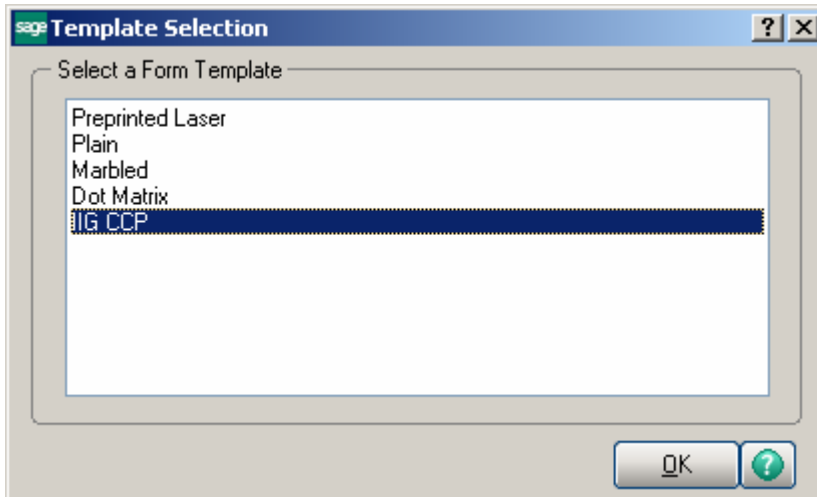 sage Template Selection
Select a Form Template
Preprinted Laser
Plain
Marbled
Dot Matrix
IIG CCP
OK